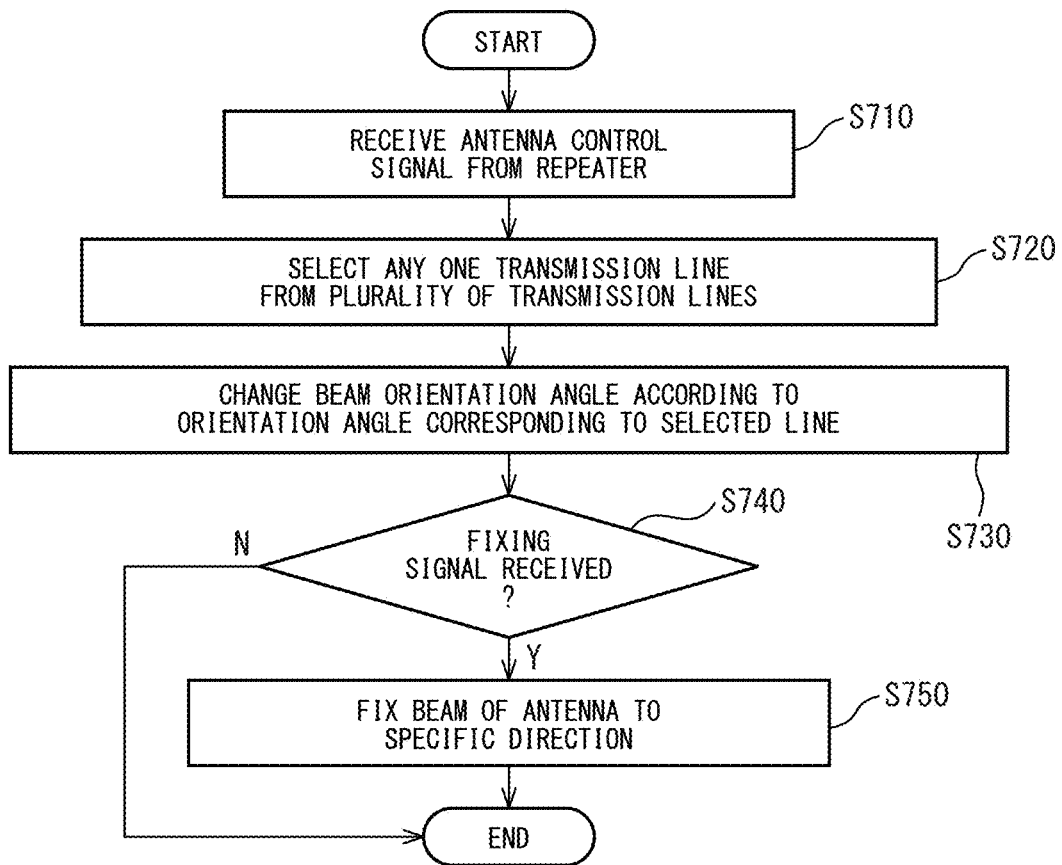 START
RECEIVE ANTENNA CONTROL
SIGNAL FROM REPEATER
S710
SELECT ANY ONE TRANSMISSION LINE
FROM PLURALITY OF TRANSMISSION LINES
S720
CHANGE BEAM ORIENTATION ANGLE ACCORDING TO
ORIENTATION ANGLE CORRESPONDING TO SELECTED LINE
S730
FIXING
SIGNAL RECEIVED
?
S740
N
Y
FIX BEAM OF ANTENNA TO
SPECIFIC DIRECTION
S750
END